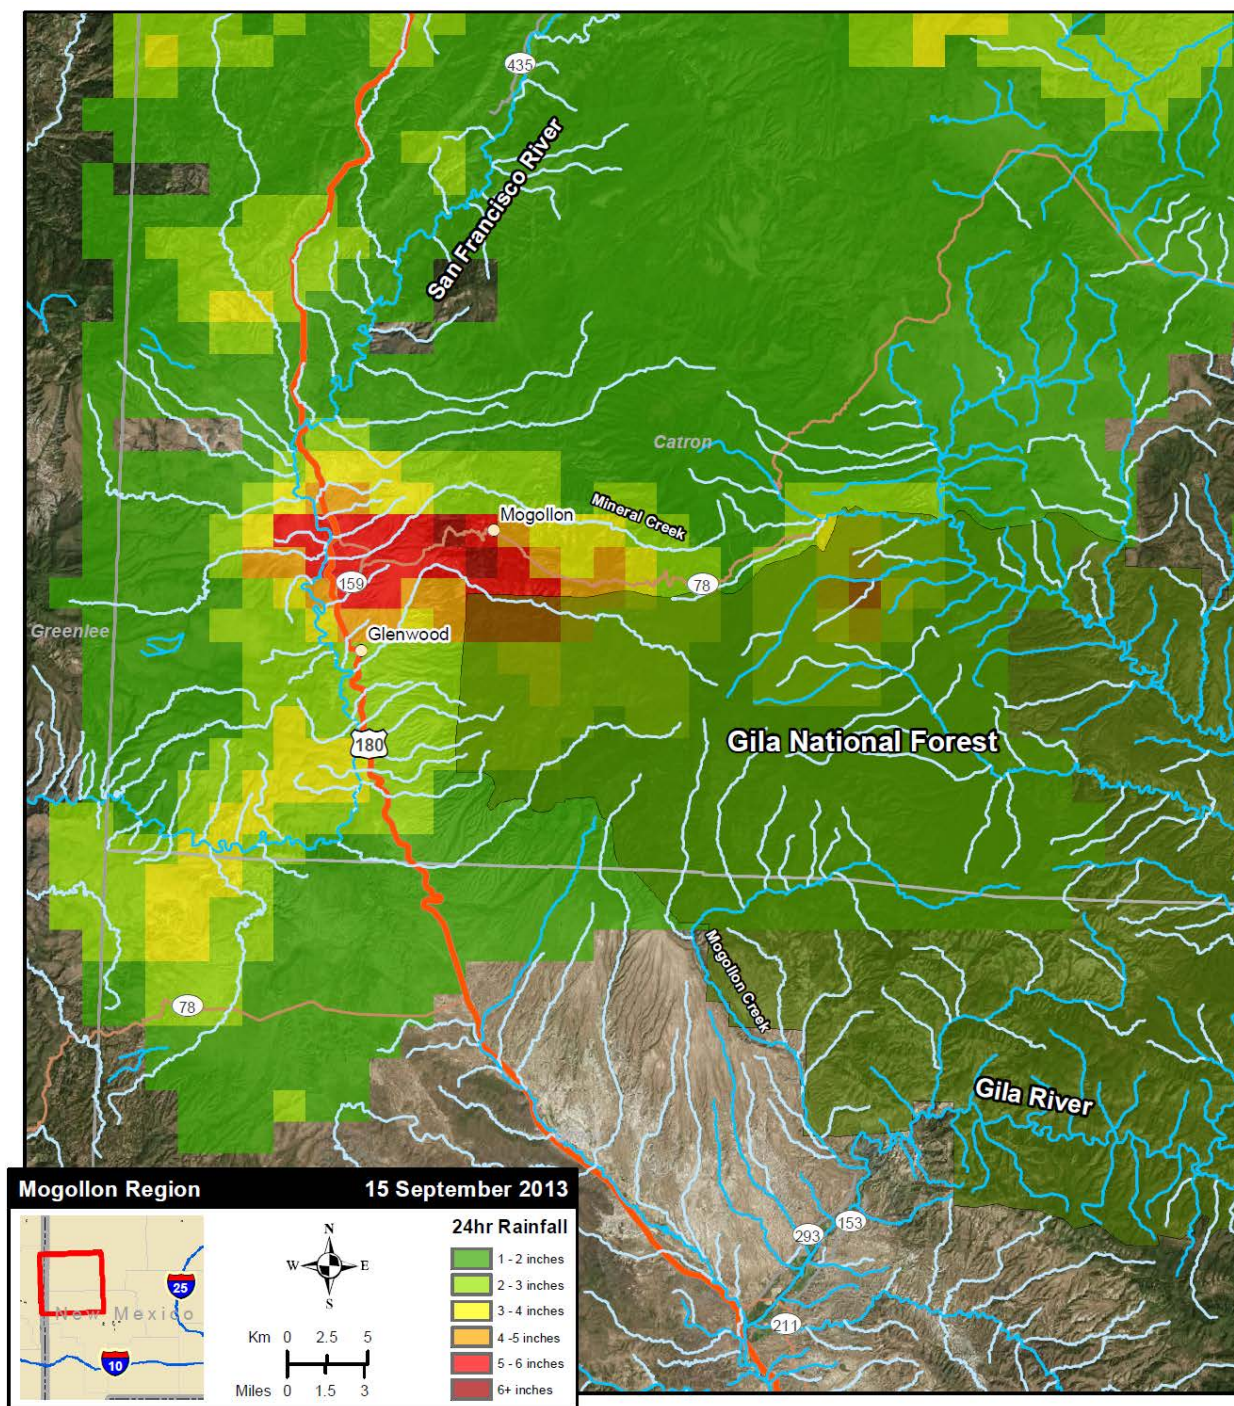 435
San Francisco River
Catron
Mineral Creek
Mogollon
159
78
Greenlee
Glenwood
180
Gila National Forest
Mogollon Creek
78
Gila River
153
293
211
Mogollon Region 15 September 2013
24hr Rainfall
N
W E
S
1 - 2 inches
2 - 3 inches
3 - 4 inches
4 -5 inches
5 - 6 inches
6+ inches
25
New Mexico
10
Km 0 2.5 5
Miles 0 1.5 3